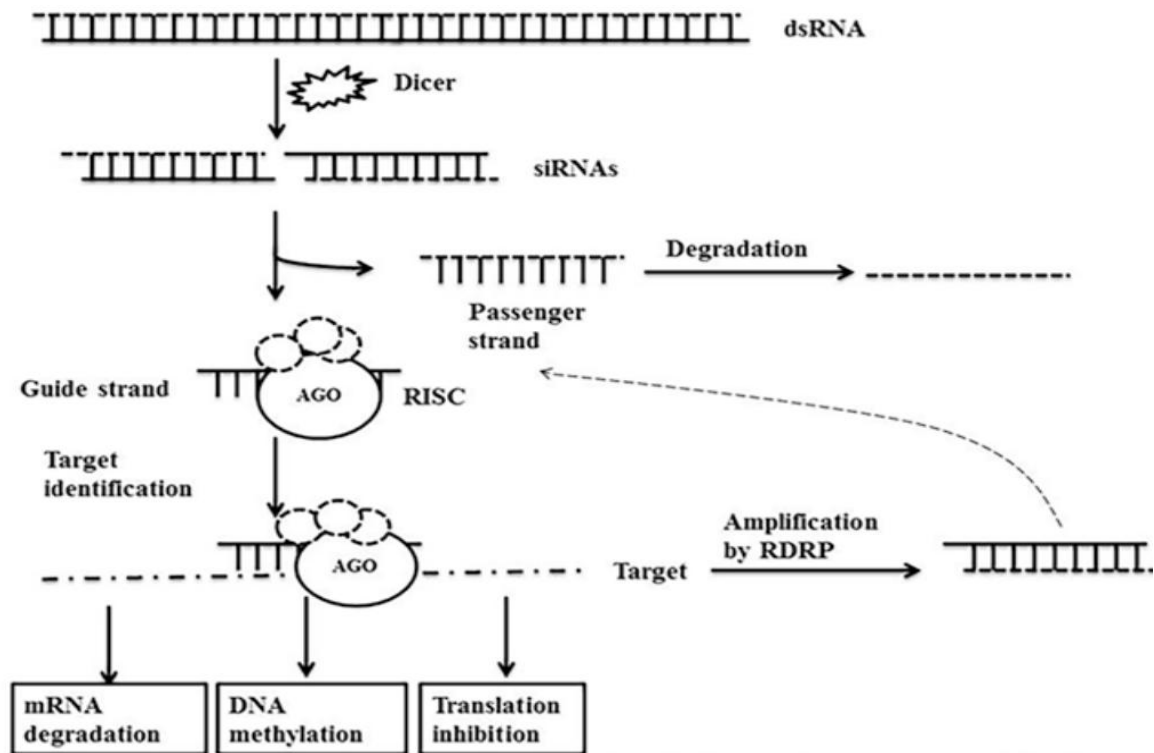 dsRNA
Dicer
siRNAs
Degradation
Passenger
strand
Guide strand
AGO
RISC
Target
identification
Amplification
by RDRP
AGO
Target
mRNA
degradation
DNA
methylation
Translation
inhibition